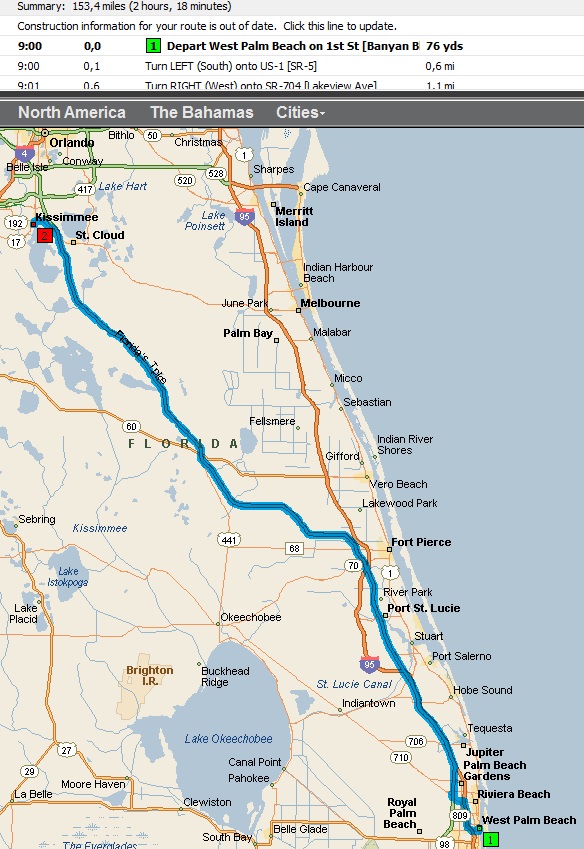 Summary: 153,4 miles (2 hours, 18 minutes)
Construction information for your route is out of date. Click this line to update.
9:00 0,0 1 Depart West Palm Beach on 1st St [Banyan Bl 76 yds
9:00 0,1 Turn LEFT (South) onto US-1 [SR-5] 0,6 mi
9:01 0,6 Turn RIGHT (West) onto SR-704 [Lakeview Ave] 1,1 mi
North America The Bahamas Cities
Bithlo 50 Christmas
Orlando
1
4
Conway
Belle Isle
Sharpes
528
520
417
Lake Hart
Cape Canaveral
Kissimmee
192
Lake
Poinsett
95
Merritt
Island
17
2
St. Cloud
Indian Harbour
Beach
June Park
Melbourne
Palm Bay
Malabar
Florida's Tpke
Micco
Sebastian
60
Fellsmere
FLORIDA
Indian River
Shores
Gifford
Vero Beach
Lakewood Park
Sebring
Kissimmee
441
68
Fort Pierce
70
1
Lake
Istokpoga
River Park
Lake
Placid
Port St. Lucie
Okeechobee
Stuart
95
Port Salerno
Brighton
I.R.
Buckhead
Ridge
St. Lucie Canal
Hobe Sound
Indiantown
Tequesta
Lake Okeechobee
706
27
710
Jupiter
Canal Point
Palm Beach
Gardens
29
Pahokee
Moore Haven
Riviera Beach
La Belle
Clewiston
Royal
Palm
Beach
809
West Palm Beach
Belle Glade
South Bay
98
1
The Everglades